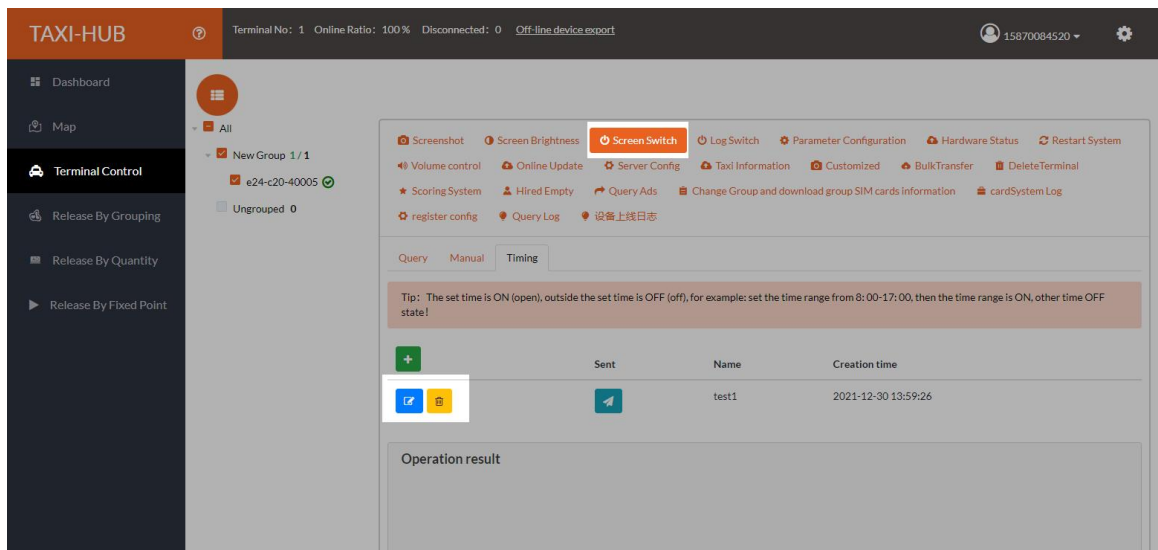 TAXI-HUB
Terminal No: 1 Online Ratio: 100% Disconnected: 0 Off-line device export
15870084520
Dashboard
Map
Terminal Control
Release By Grouping
Release By Quantity
Release By Fixed Point
All
New Group 1/1
e24-c20-40005
Ungrouped 0
Screenshot Screen Brightness Screen Switch Log Switch Parameter Configuration Hardware Status Restart System
Volume control Online Update Server Config Taxi Information Customized BulkTransfer DeleteTerminal
Scoring System Hired Empty Query Ads Change Group and download group SIM cards information cardSystem Log
register config Query Log 设备上线日志
Query Manual Timing
Tip: The set time is ON (open), outside the set time is OFF (off), for example: set the time range from 8: 00-17: 00, then the time range is ON, other time OFF
state!
Sent Name Creation time
test1 2021-12-30 13:59:26
Operation result